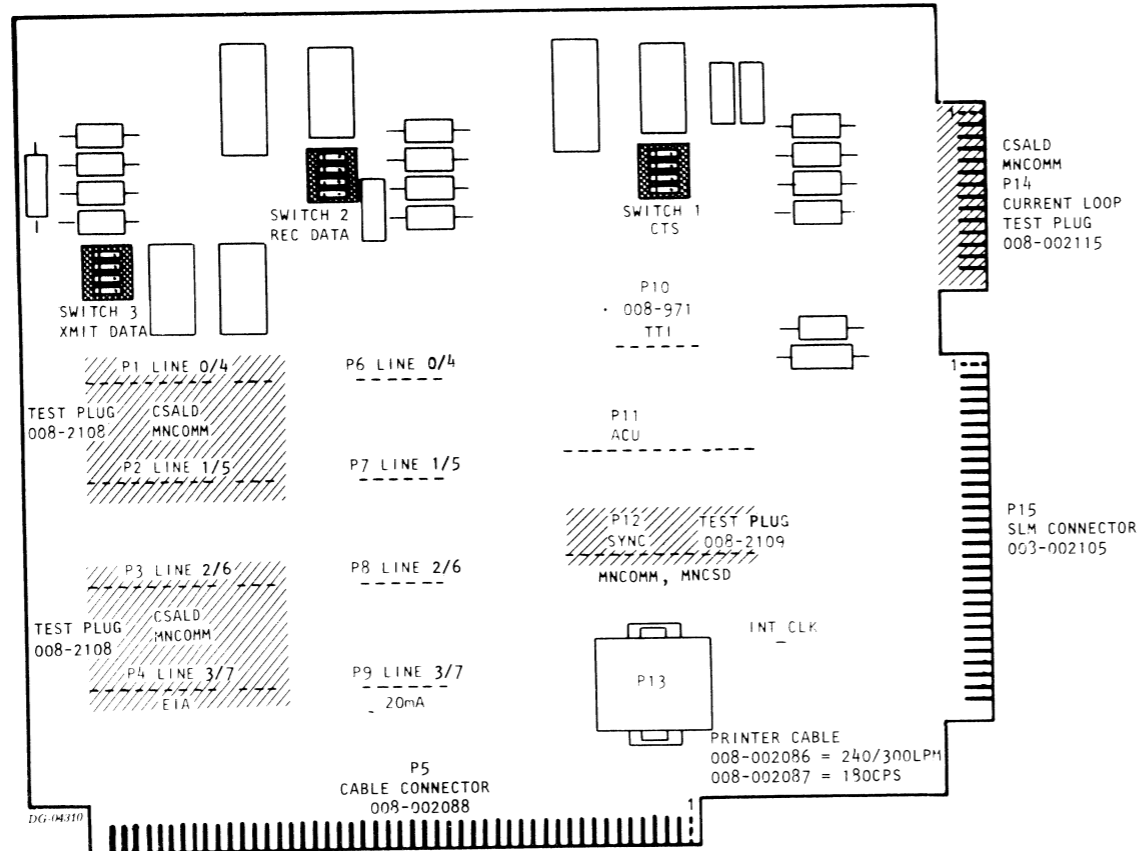 SWITCH 2
REC DATA
SWITCH 1
CTS
SWITCH 3
XMIT DATA
1
CSALD
MNCOMM
P14
CURRENT LOOP
TEST PLUG
008-002115
P10
008-971
TTI
P1 LINE 0/4
TEST PLUG
008-2108
CSALD
MNCOMM
P2 LINE 1/5
P6 LINE 0/4
P7 LINE 1/5
P11
ACU
1
P12
SYNC
TEST PLUG
008-2109
MNCOMM, MNCSD
P15
SLM CONNECTOR
003-002105
P3 LINE 2/6
TEST PLUG
008-2108
CSALD
MNCOMM
P4 LINE 3/7
EIA
P8 LINE 2/6
P9 LINE 3/7
20mA
INT CLK
P13
PRINTER CABLE
008-002086 = 240/300LPM
008-002087 = 180CPS
P5
CABLE CONNECTOR
008-002088
1
DG-04310